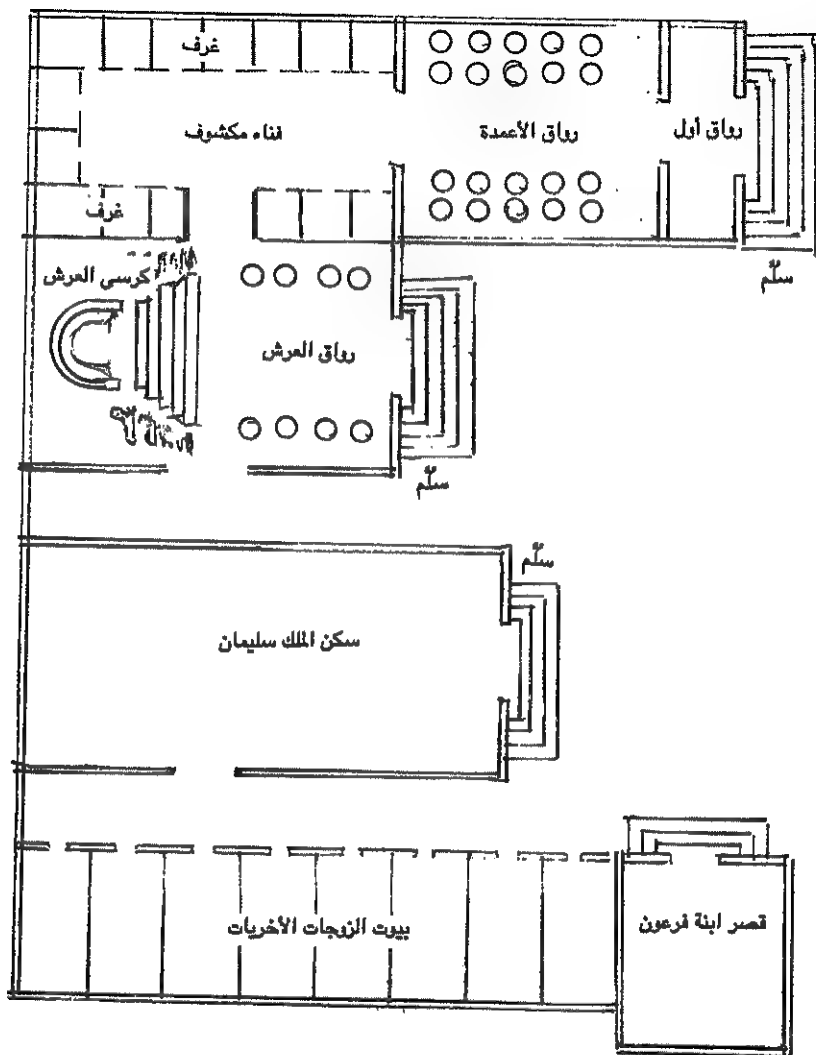 غرف
رواق أول
رواق الأعمدة
فناء مكشوف
غرف
سلّم
كرسي العرش
رواق العرش
سلّم
سلّم
سكن الملك سليمان
قصر ابنة فرعون
بيوت الزوجات الأخريات